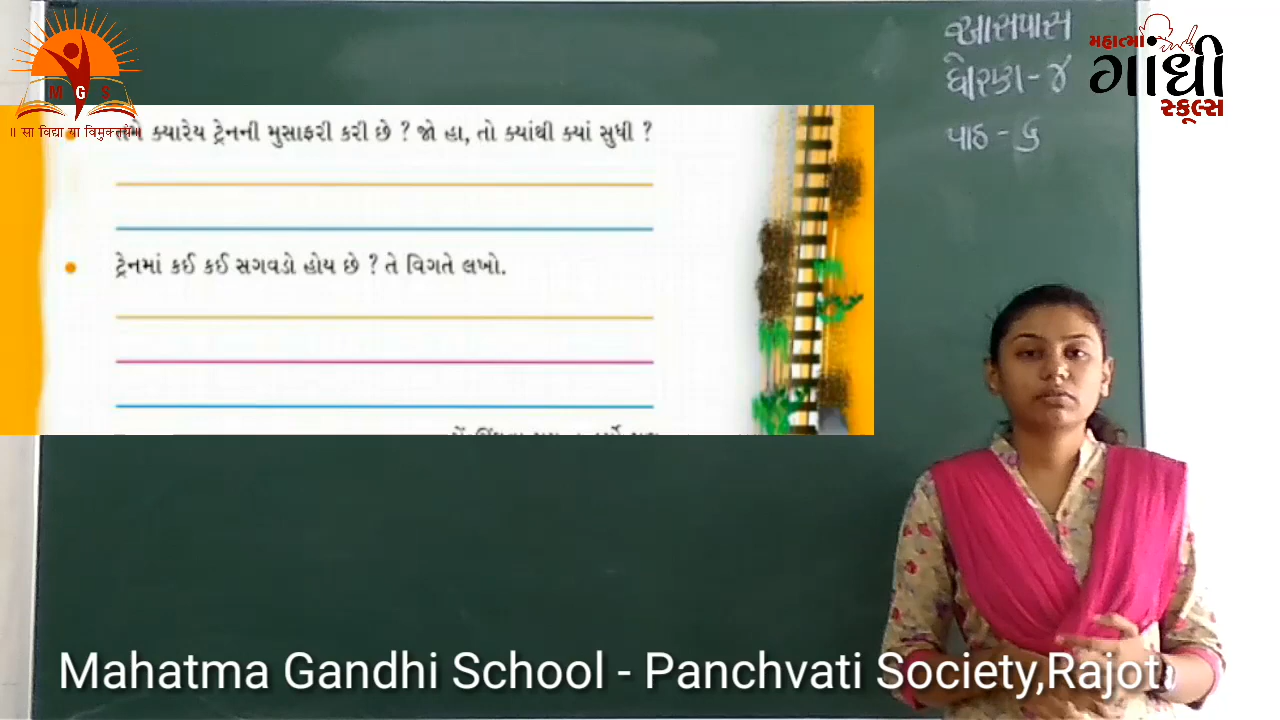 M G S
॥ सा विद्या या विमुक्तये ॥
આસપાસ
ધોરણ - ૪
પાઠ - ૬
મહાત્મા
ગાંધી
સ્કૂલ્સ
ક્યારેય ટ્રેનની મુસાફરી કરી છે ? જો હા, તો ક્યાંથી ક્યાં સુધી ?
ટ્રેનમાં કઈ કઈ સગવડો હોય છે ? તે વિગતે લખો.
Mahatma Gandhi School - Panchvati Society,Rajot